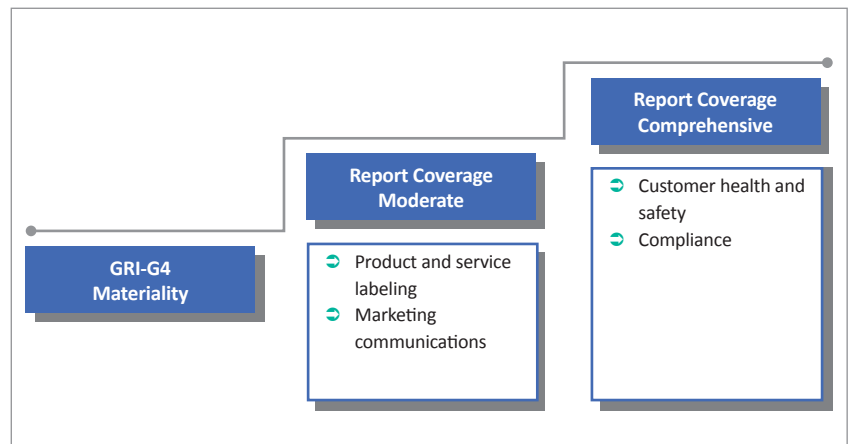 GRI-G4
Materiality
Report Coverage
Moderate
Product and service
labeling
Marketing
communications
Report Coverage
Comprehensive
Customer health and
safety
Compliance